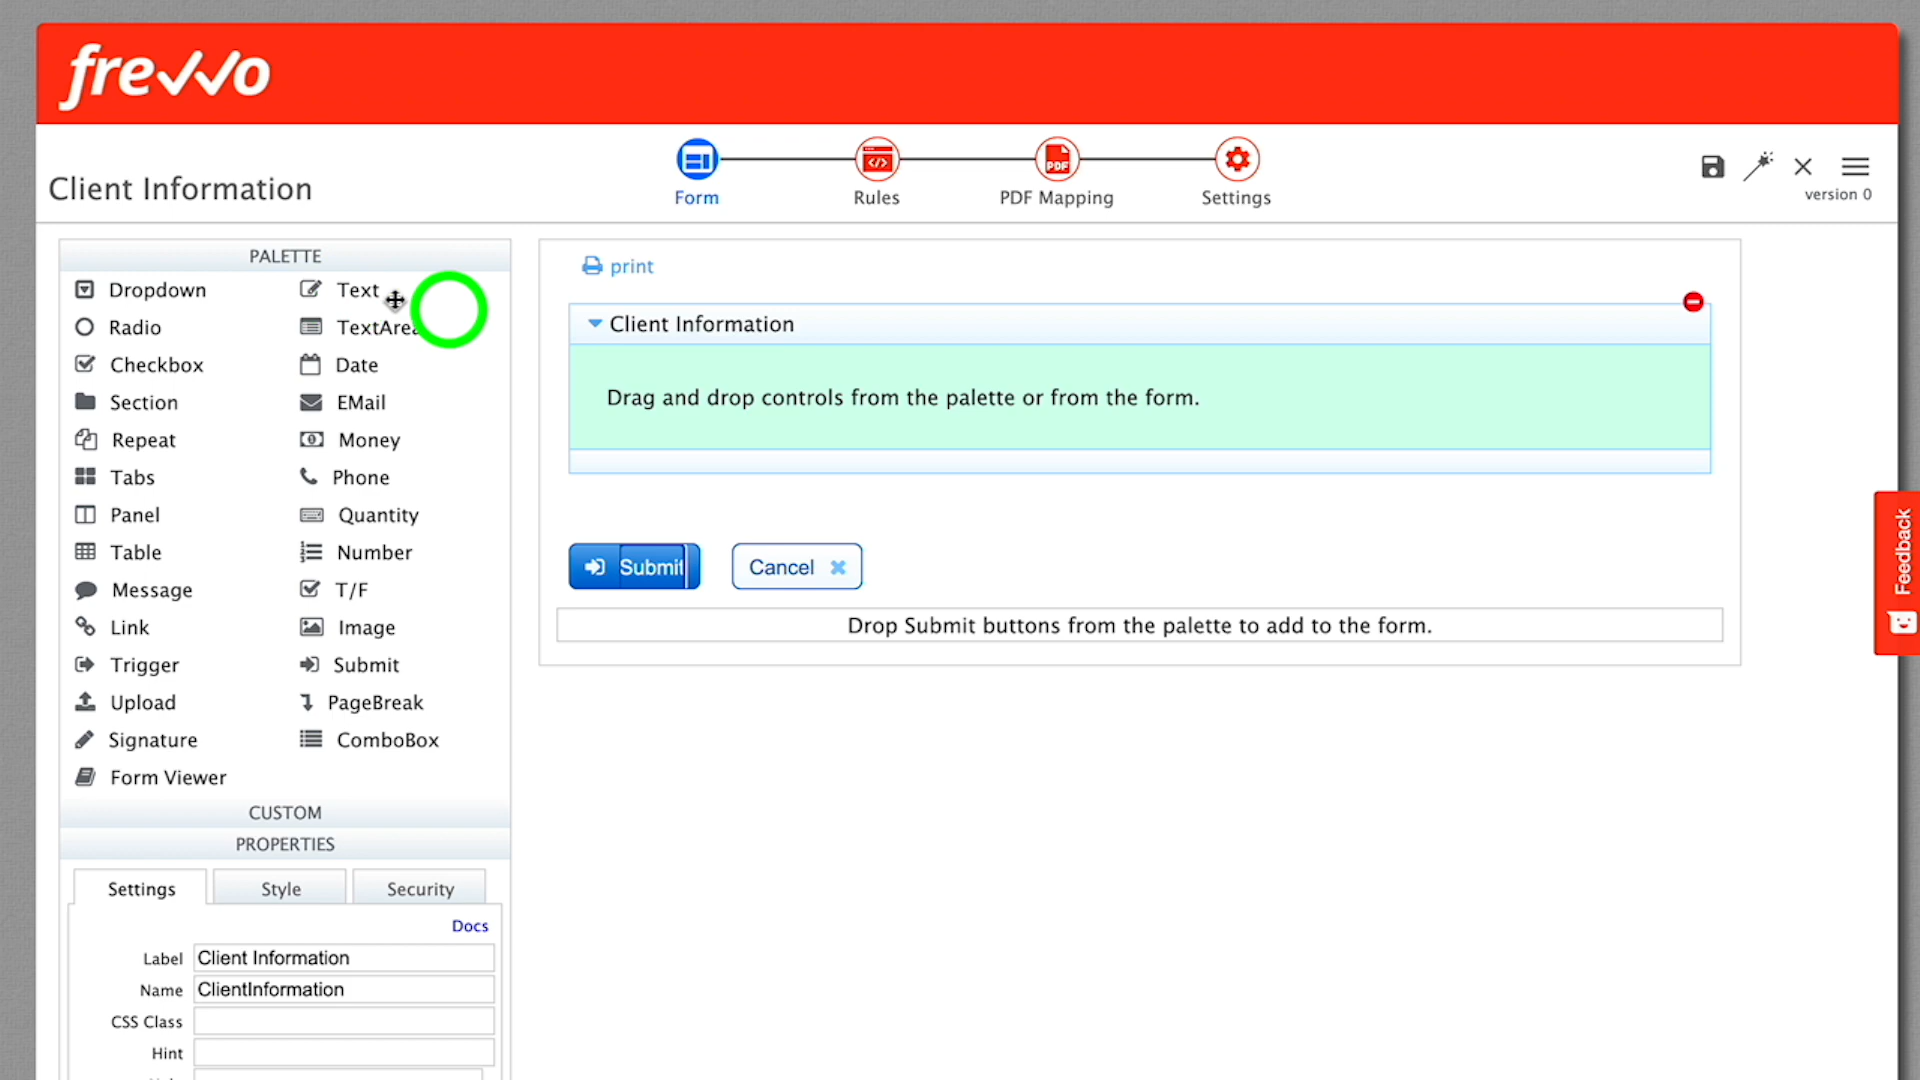 frevvo
Client Information
Form
Rules
PDF
PDF Mapping
Settings
version 0
PALETTE
Dropdown
Text
Radio
TextArea
Checkbox
Date
Section
EMail
Repeat
Money
Tabs
Phone
Panel
Quantity
Table
Number
Message
T/F
Link
Image
Trigger
Submit
Upload
PageBreak
Signature
ComboBox
Form Viewer
CUSTOM
PROPERTIES
Settings
Style
Security
Docs
Label
Client Information
Name
ClientInformation
CSS Class
Hint
print
Client Information
Drag and drop controls from the palette or from the form.
Submit
Cancel
Drop Submit buttons from the palette to add to the form.
Feedback